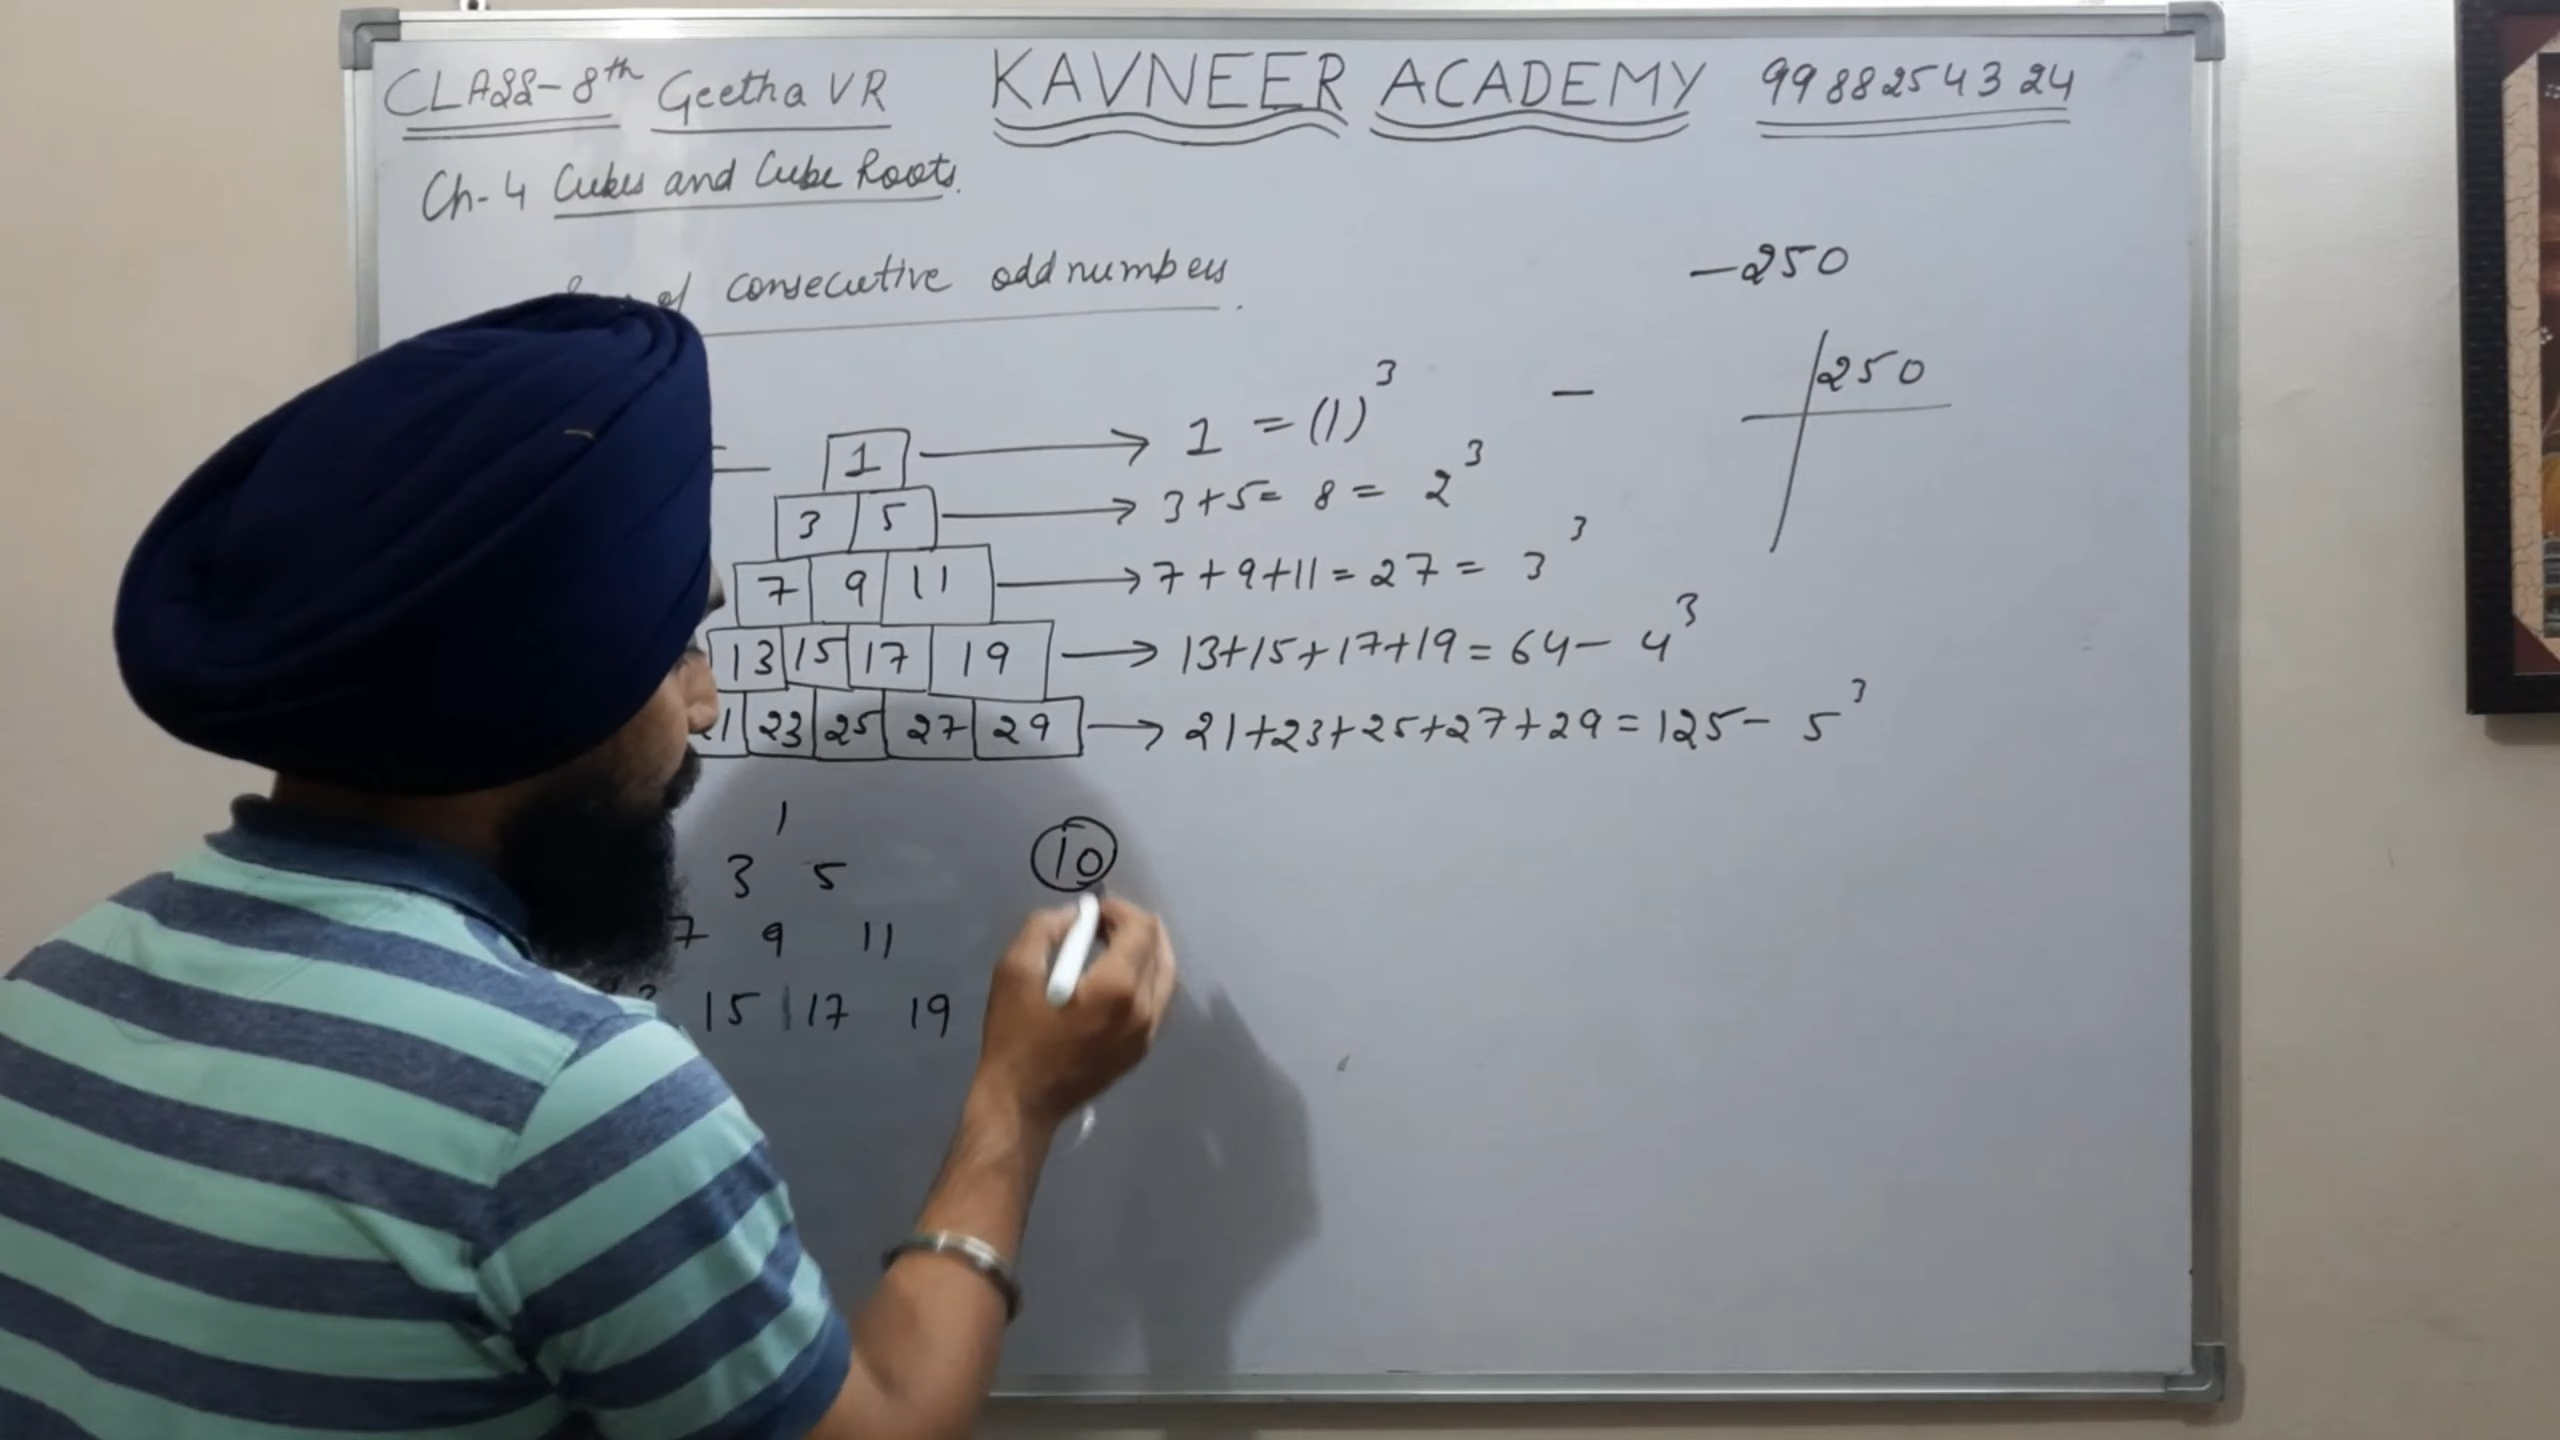 CLASS-8th Geetha VR KAVNEER ACADEMY 9988254324
Ch-4 Cubes and Cube Roots.
of consecutive odd numbers.
-250
250
1 → 1 = (1)³ -
3 5 → 3+5= 8 = 2³
7 9 11 → 7+9+11 = 27 = 3³
13 15 17 19 → 13+15+17+19 = 64 - 4³
21 23 25 27 29 → 21+23+25+27+29 = 125 - 5³
1
3 5 10
7 9 11
15 17 19